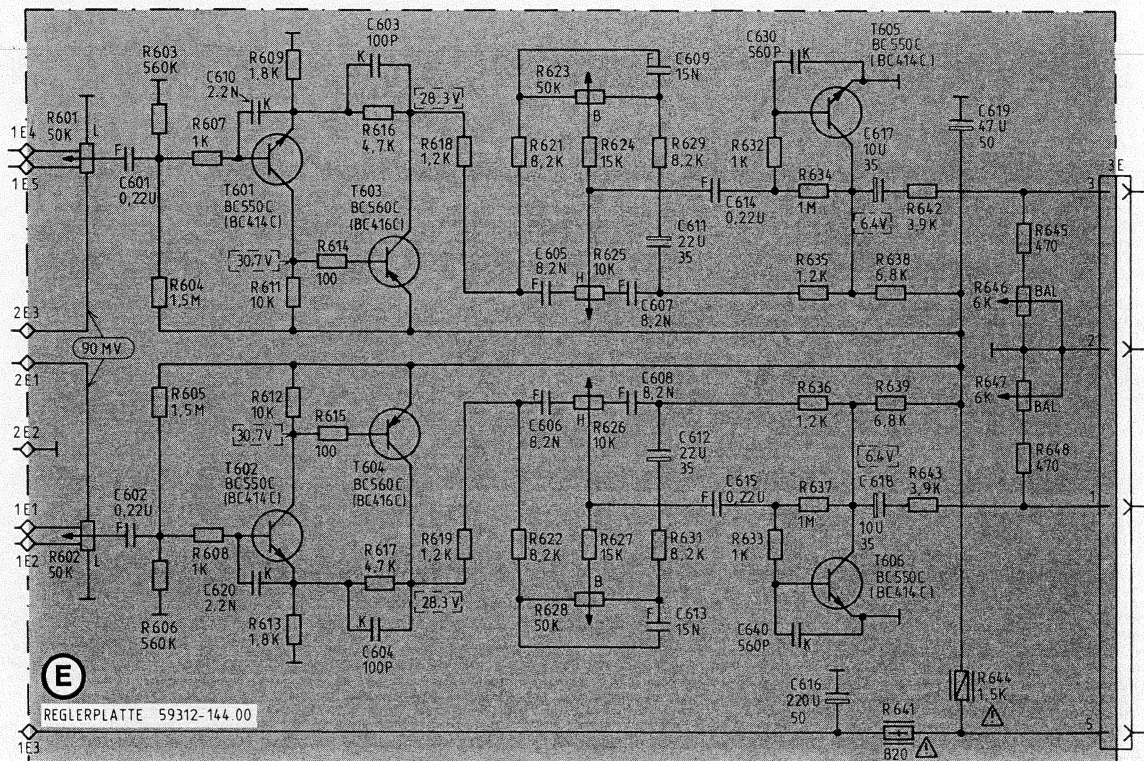 C603
100P
R603
560K
R609
1.8K
K
C610
2.2N
K
28.3V
R601
50K
L
R607
1K
R616
4.7K
R618
1,2K
1E4
1E5
F
C601
0,22U
T601
BC550C
(BC414C)
T603
BC560C
(BC416C)
30.7V
R614
100
R604
1,5M
R611
10K
2E3
90 MV
R623
50K
B
F
C609
15N
R621
8,2K
R624
15K
R629
8,2K
C605
8,2N
F
R625
10K
H
F
C607
8,2N
C611
22U
35
F
C614
0.22U
C630
560P
K
T605
BC550C
(BC414C)
C617
10U
35
R632
1K
R634
1M
6.4V
R642
3.9K
R635
1.2K
R638
6,8K
C619
47U
50
3E
3
R645
470
R646
6K
BAL
2
2E1
R605
1,5M
R612
10K
R615
100
30.7V
2E2
T602
BC550C
(BC414C)
T604
BC560C
(BC416C)
C602
0,22U
F
1E1
1E2
R602
50K
L
R608
1K
C620
2.2N
K
R606
560K
R613
1,8K
R617
4.7K
K
C604
100P
28.3V
R619
1,2K
F
C606
8,2N
H
R626
10K
F
C608
8,2N
C612
22U
35
R622
8,2K
R627
15K
R631
8,2K
B
R628
50K
F
C613
15N
F
C615
0,22U
R636
1,2K
R639
6,8K
6.4V
R637
1M
C618
10U
35
R643
3.9K
R633
1K
T606
BC550C
(BC414C)
C640
560P
K
R647
6K
BAL
R648
470
1
C616
220U
50
R644
1,5K
R641
820
5
E
REGLERPLATTE 59312-144.00
1E3